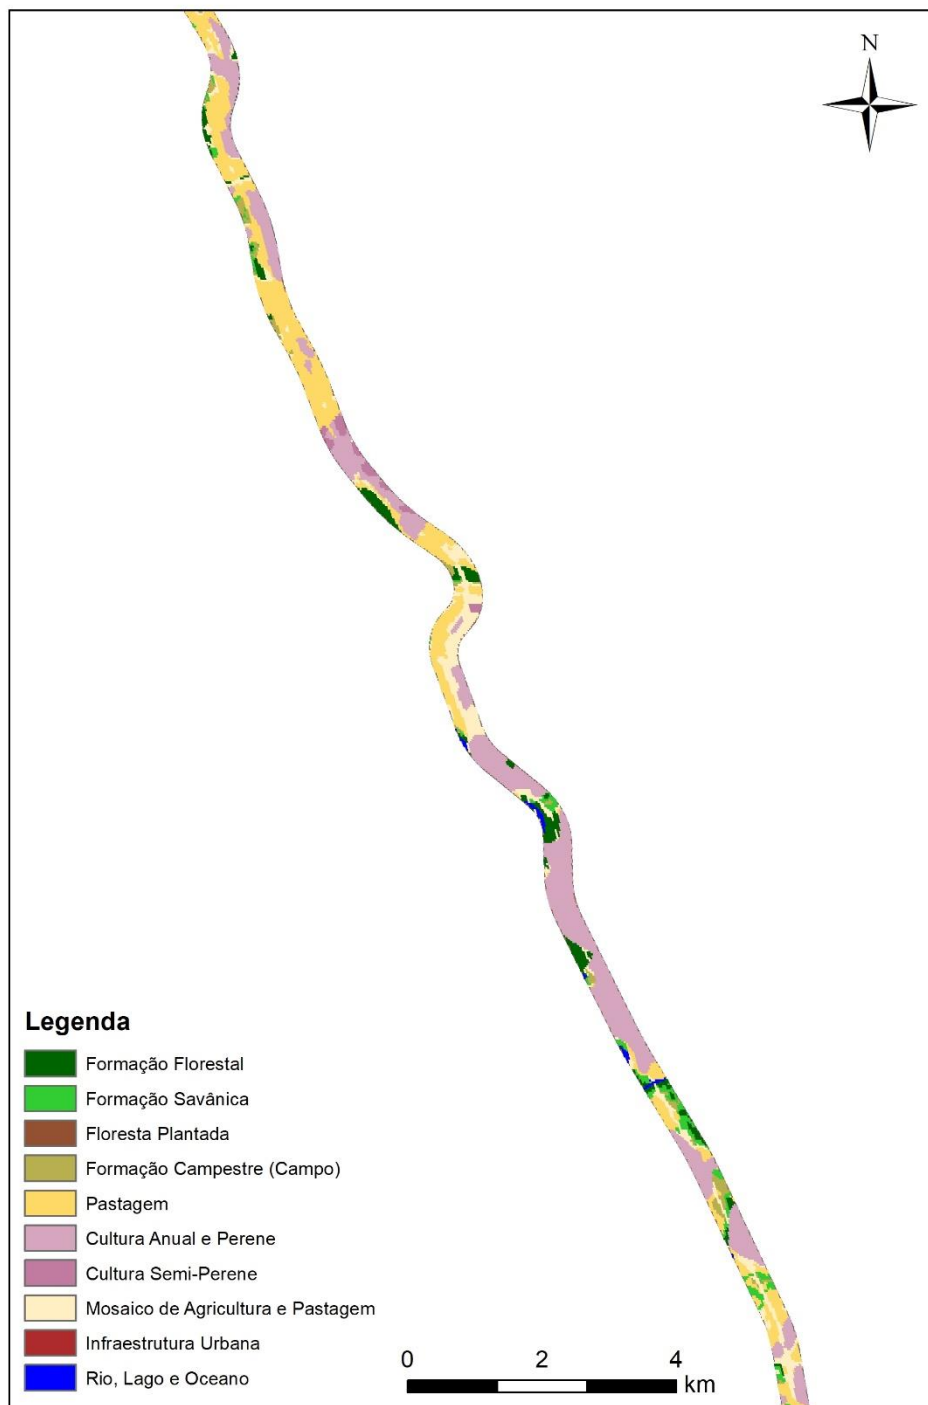 N
Legenda
Formação Florestal
Formação Savânica
Floresta Plantada
Formação Campestre (Campo)
Pastagem
Cultura Anual e Perene
Cultura Semi-Perene
Mosaico de Agricultura e Pastagem
Infraestrutura Urbana
Rio, Lago e Oceano
0 2 4
km